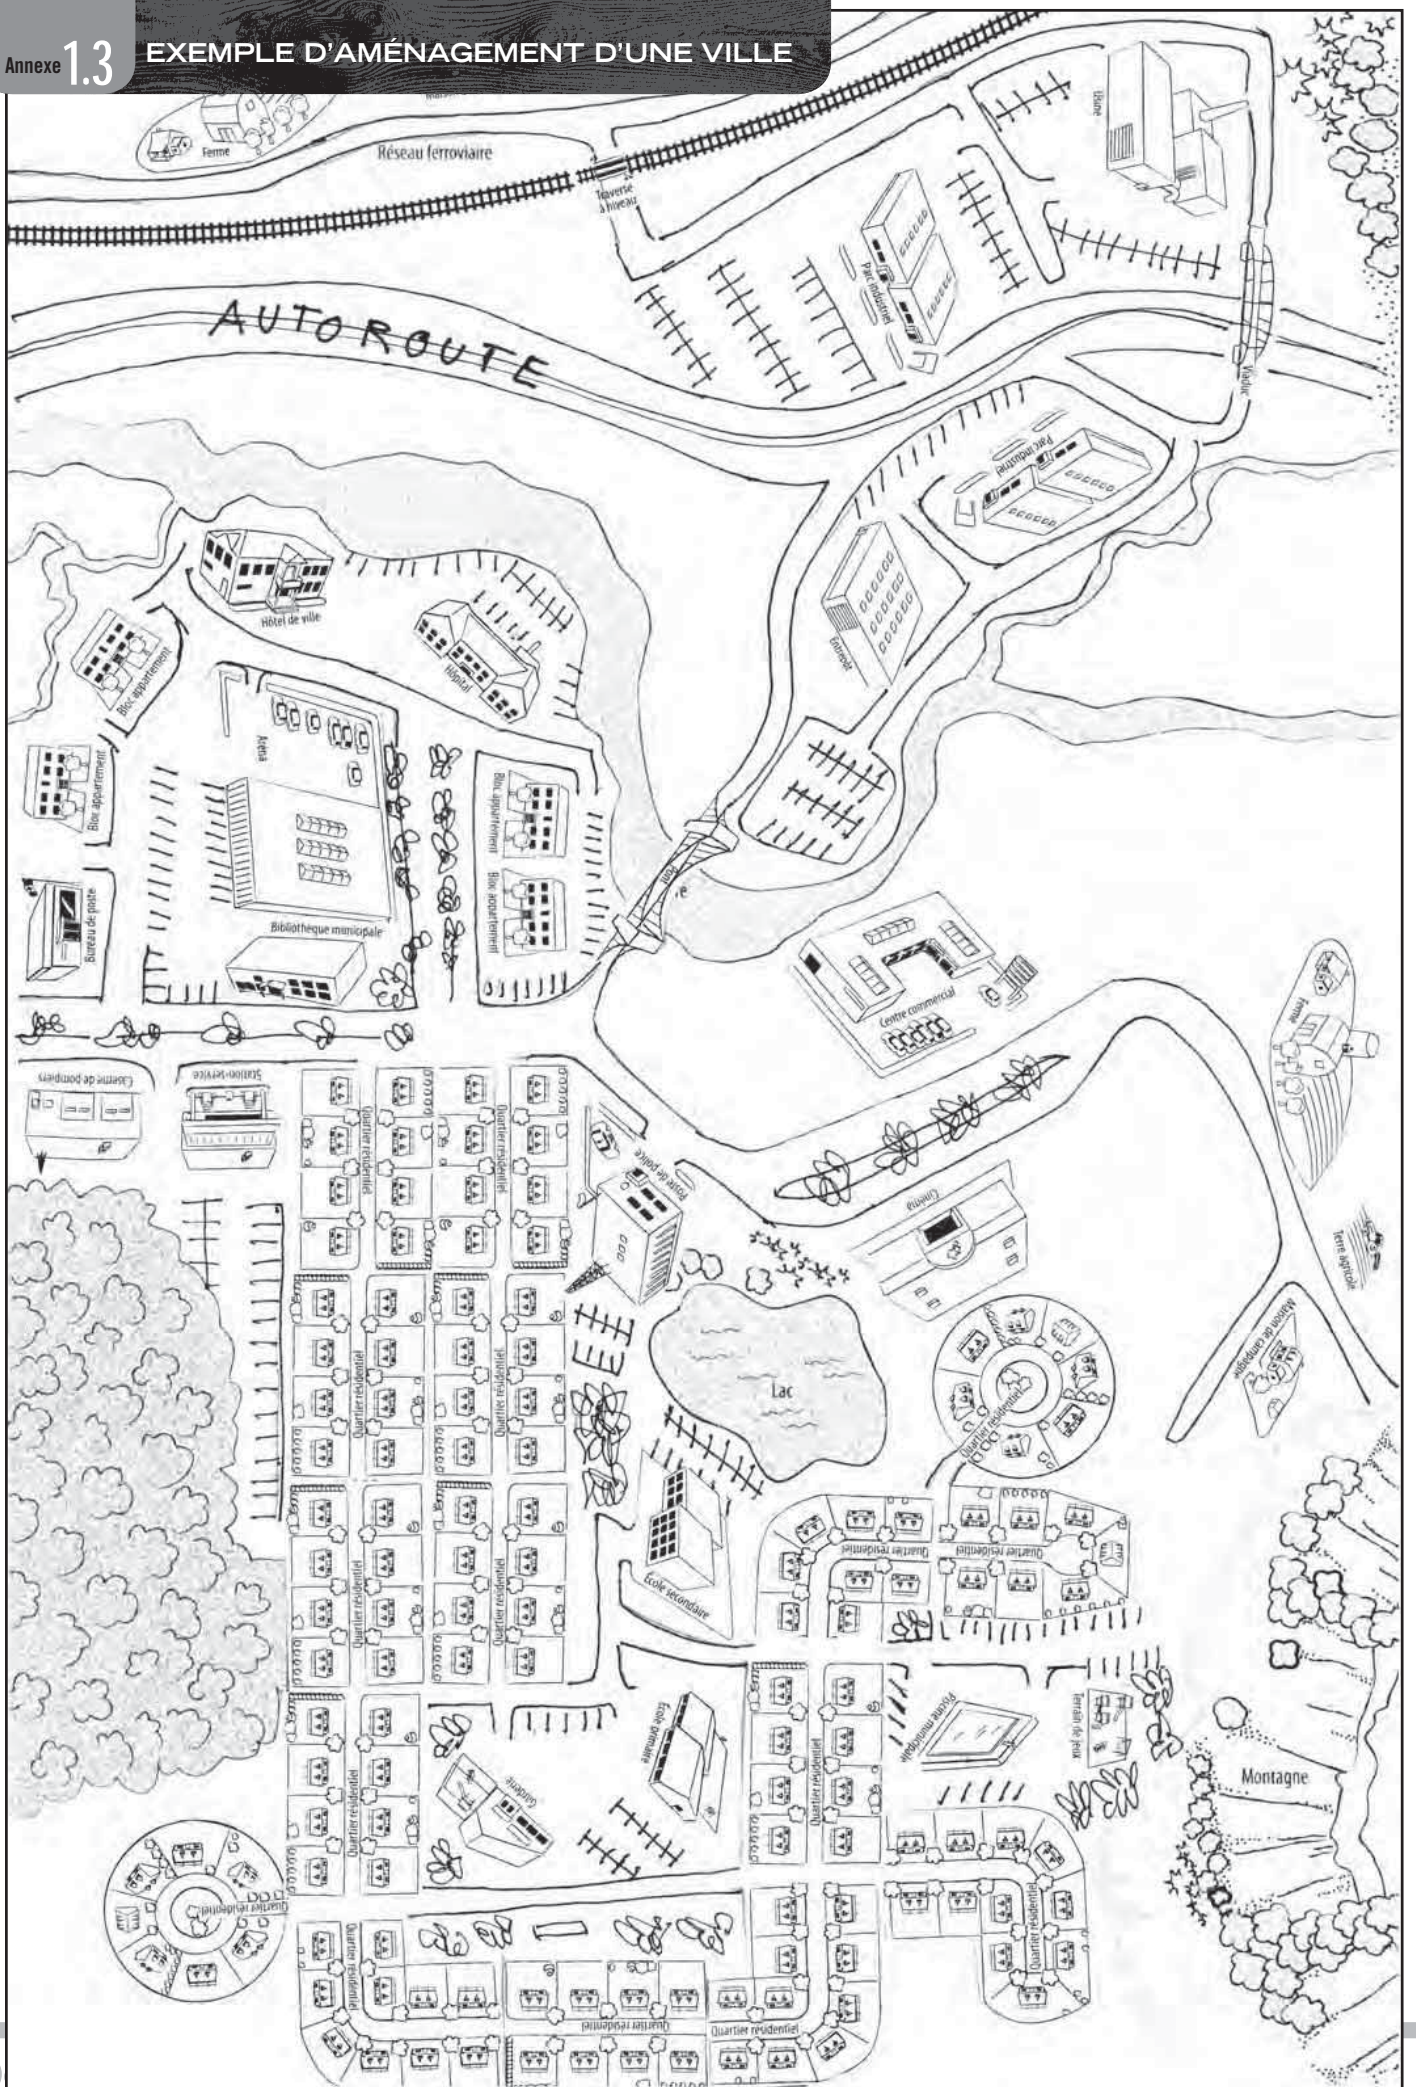 Annexe 1.3
EXEMPLE D'AMÉNAGEMENT D'UNE VILLE
Usine
Ferme
Réseau ferroviaire
Traverse
à niveau
Parc industriel
AUTOROUTE
Viaduc
Parc industriel
Hôtel de ville
Entrepôt
Hôpital
Bloc appartement
Aréna
Bloc appartement
Bloc appartement
Pont
Bloc appartement
Bureau de poste
Bibliothèque municipale
Centre commercial
Ferme
Caserne de pompiers
Station-service
Quartier résidentiel
Quartier résidentiel
Poste de police
Cinéma
Terre agricole
Maison de campagne
Quartier résidentiel
Quartier résidentiel
Lac
Quartier résidentiel
Quartier résidentiel
Quartier résidentiel
École secondaire
Quartier résidentiel
Quartier résidentiel
École primaire
Piscine municipale
Terrain de jeux
Quartier résidentiel
Garderie
Quartier résidentiel
Montagne
Quartier résidentiel
Quartier résidentiel
Quartier résidentiel
Quartier résidentiel
Quartier résidentiel